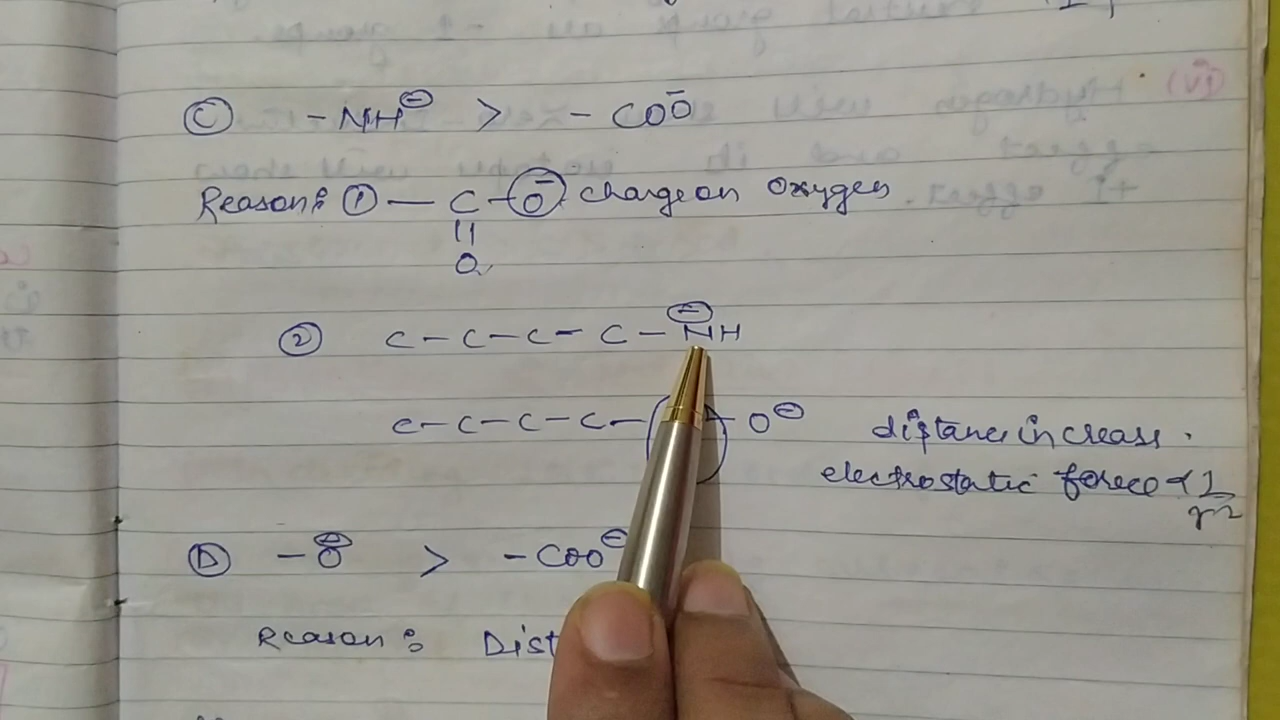 (C) -NH⊖ > - COO⁻
Reason: ① — C - O⁻ charge on oxygen.
||
O
② C - C - C - C - NH
⊖
C - C - C - C - - O⊖ distance increase.
electrostatic force ∝ 1/r²
(D) - O⊖ > - COO⊖
Reason: Dist